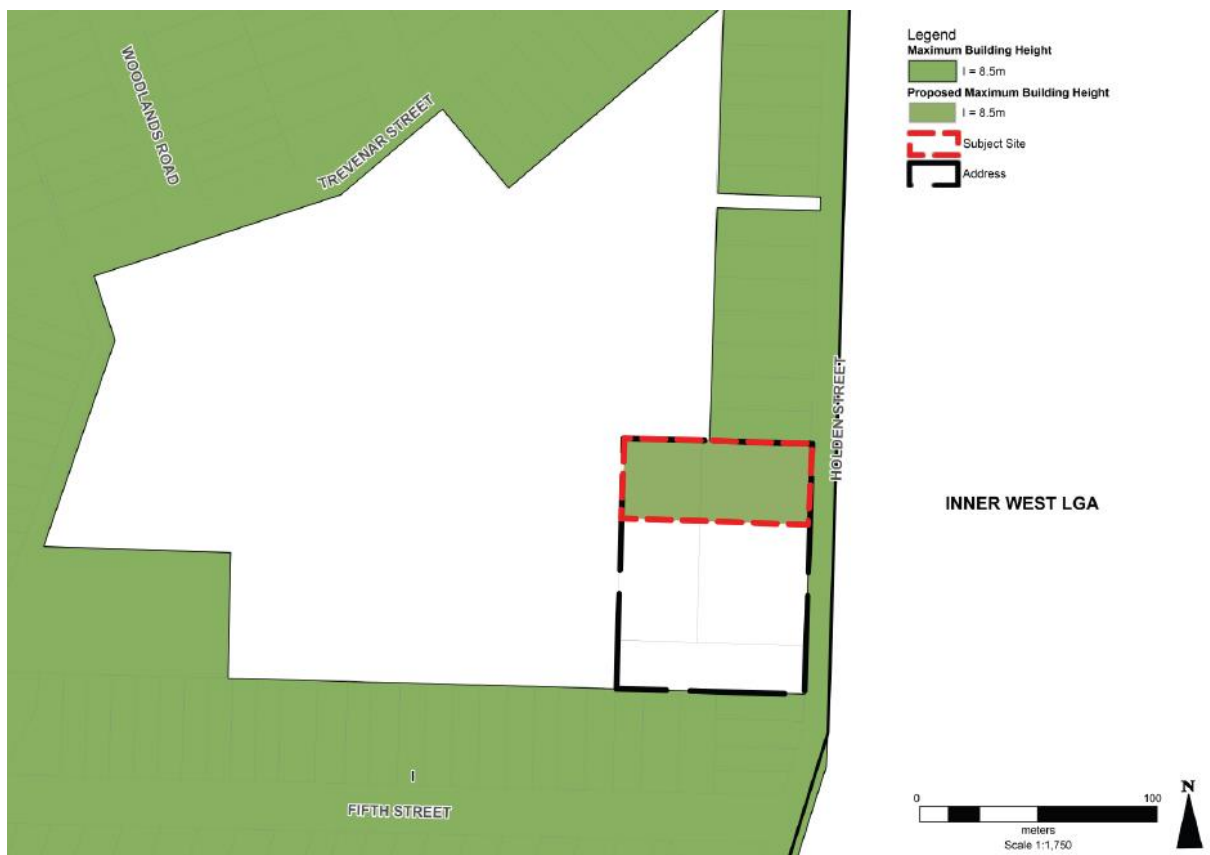 WOODLANDS ROAD
TREVENAR STREET
HOLDEN STREET
I
FIFTH STREET
Legend
Maximum Building Height
I = 8.5m
Proposed Maximum Building Height
I = 8.5m
Subject Site
Address
INNER WEST LGA
0 100
meters
Scale 1:1,750
N